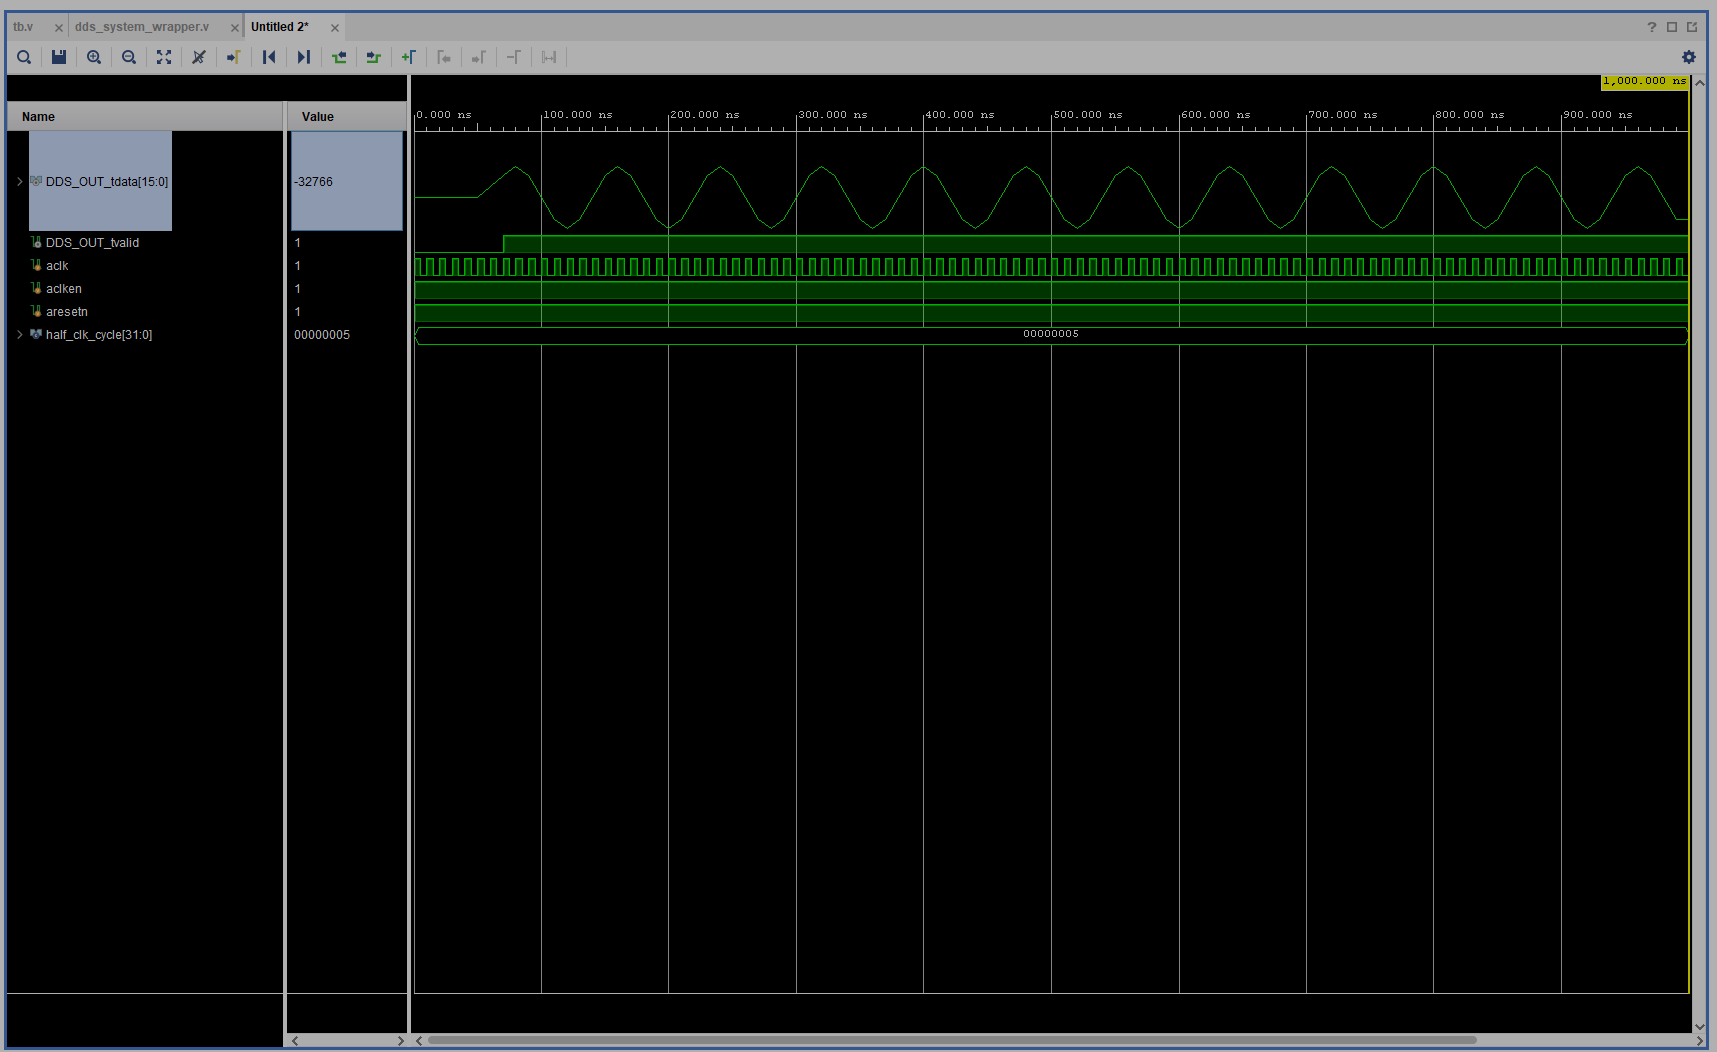 tb.v
dds_system_wrapper.v
Untitled 2*
?
1,000.000 ns
Name
Value
0.000 ns
100.000 ns
200.000 ns
300.000 ns
400.000 ns
500.000 ns
600.000 ns
700.000 ns
800.000 ns
900.000 ns
DDS_OUT_tdata[15:0]
-32766
DDS_OUT_tvalid
1
aclk
1
aclken
1
aresetn
1
half_clk_cycle[31:0]
00000005
00000005